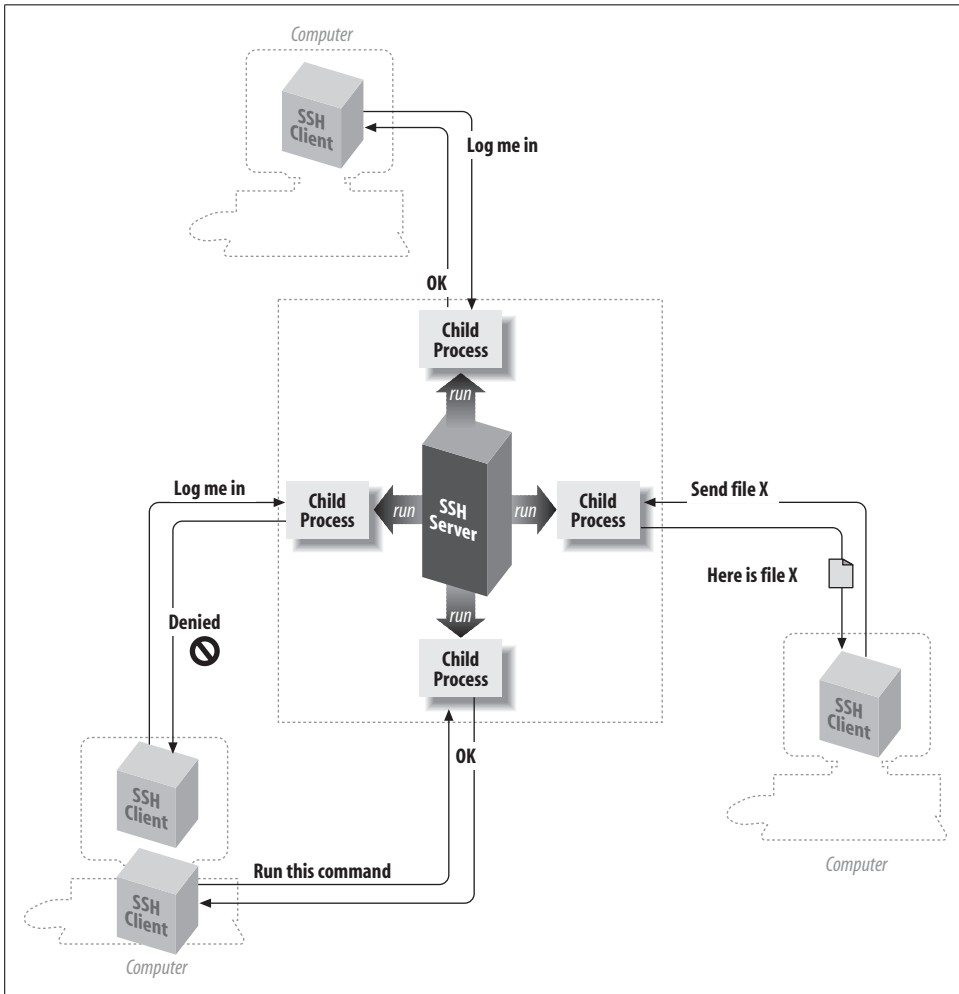 Computer
SSH
Client
Log me in
OK
Child
Process
run
Log me in
Child
Process
run
SSH
Server
run
Child
Process
Send file X
Here is file X
Denied
run
Child
Process
OK
SSH
Client
SSH
Client
Run this command
SSH
Client
Computer
Computer